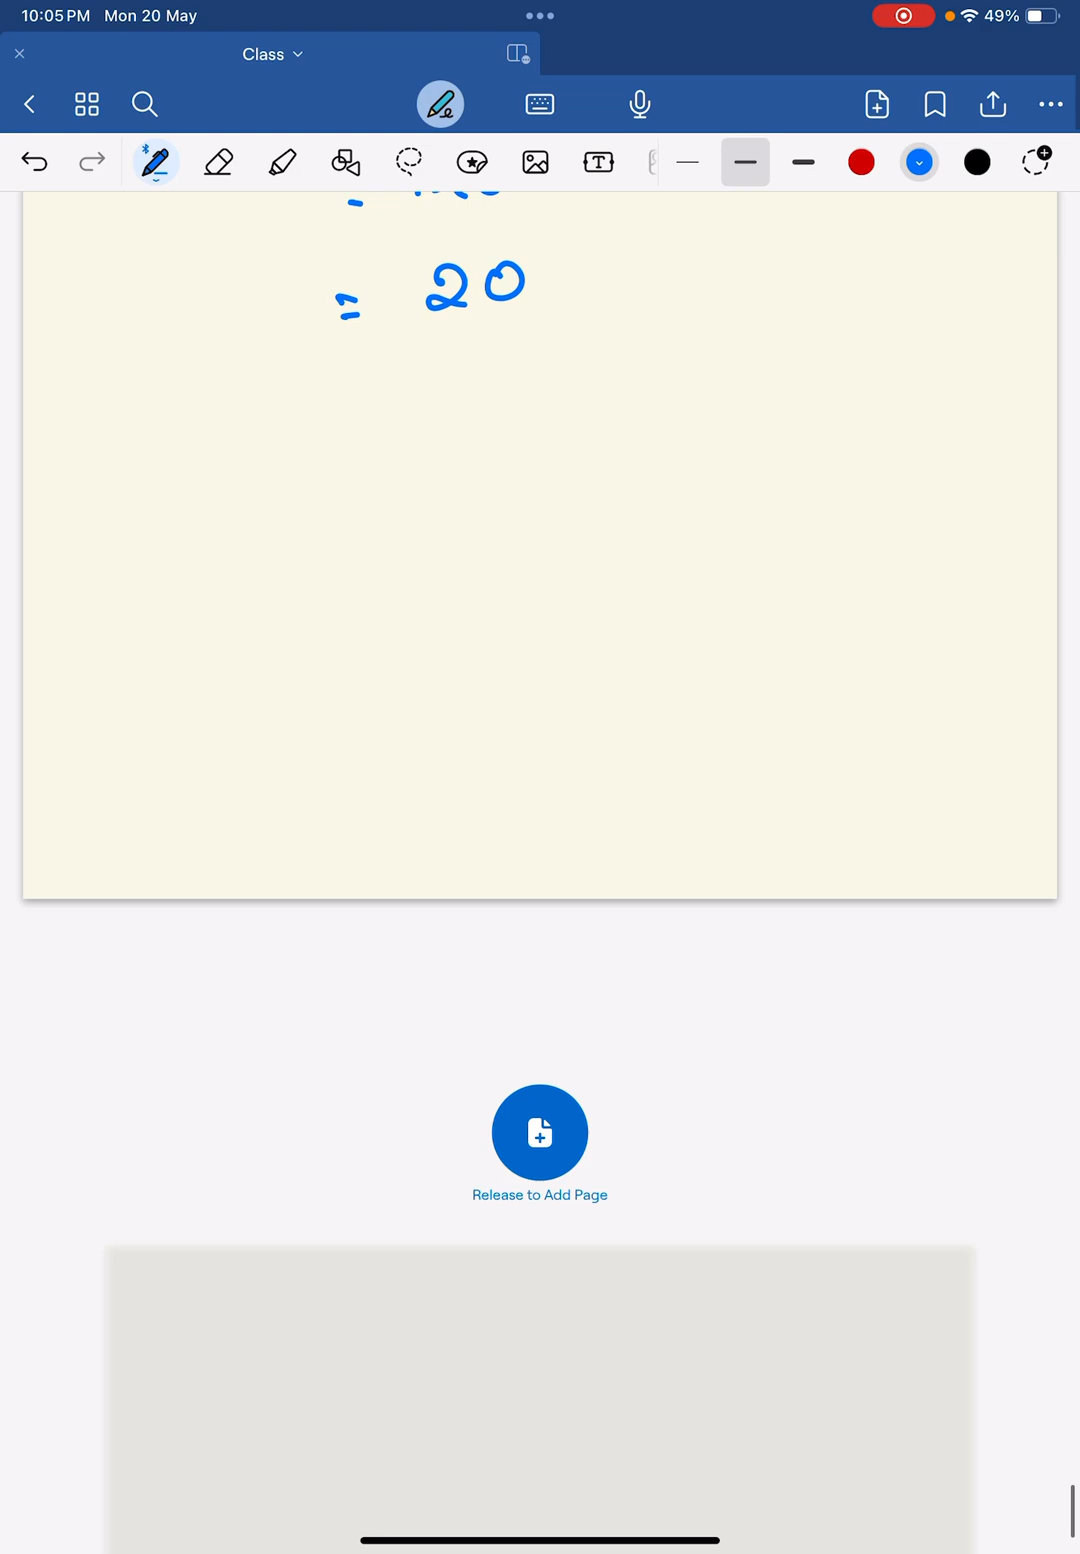 10:05 PM Mon 20 May
49%
Class
T
= 20
Release to Add Page